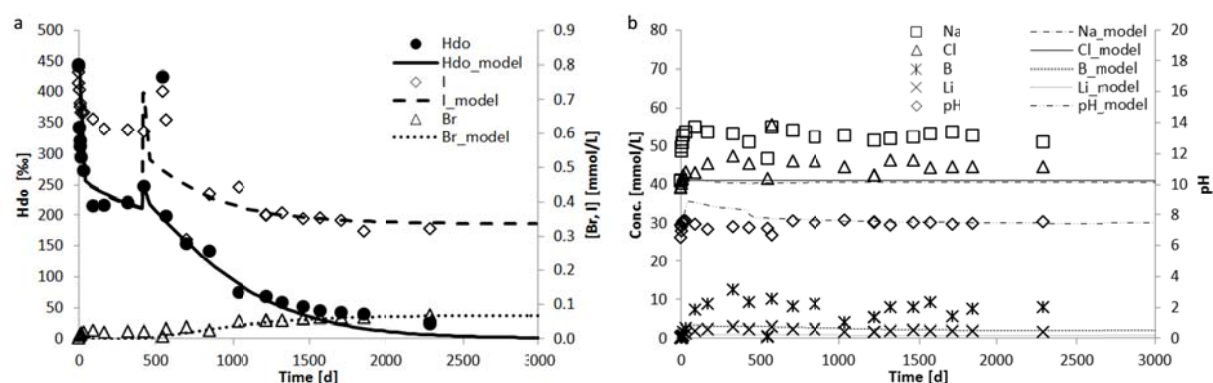 a
500
450
400
350
300
250
200
150
100
50
0
Hdo [‰]
0 500 1000 1500 2000 2500 3000
Time [d]
0.9
0.8
0.7
0.6
0.5
0.4
0.3
0.2
0.1
0.0
[Br, I] [mmol/L]
Hdo
Hdo_model
I
I_model
Br
Br_model
b
80
70
60
50
40
30
20
10
0
Conc. [mmol/L]
0 500 1000 1500 2000 2500 3000
Time [d]
20
18
16
14
12
10
8
6
4
2
0
pH
Na Na_model
Cl Cl_model
B B_model
Li Li_model
pH pH_model